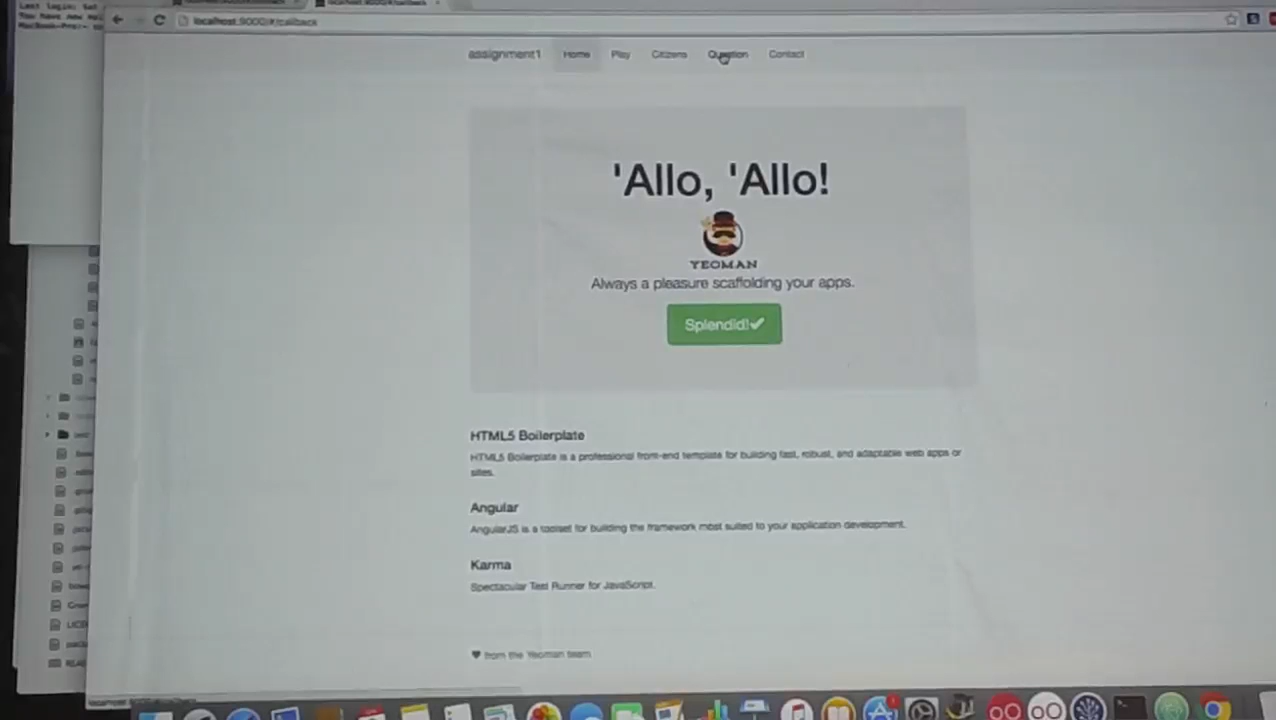 localhost:9000/#/callback
assignment1 Home Play Citizens Question Contact
'Allo, 'Allo!
YEOMAN
Always a pleasure scaffolding your apps.
Splendid!
HTML5 Boilerplate
HTML5 Boilerplate is a professional front-end template for building fast, robust, and adaptable web apps or
sites.
Angular
AngularJS is a toolset for building the framework most suited to your application development.
Karma
Spectacular Test Runner for JavaScript.
from the Yeoman team